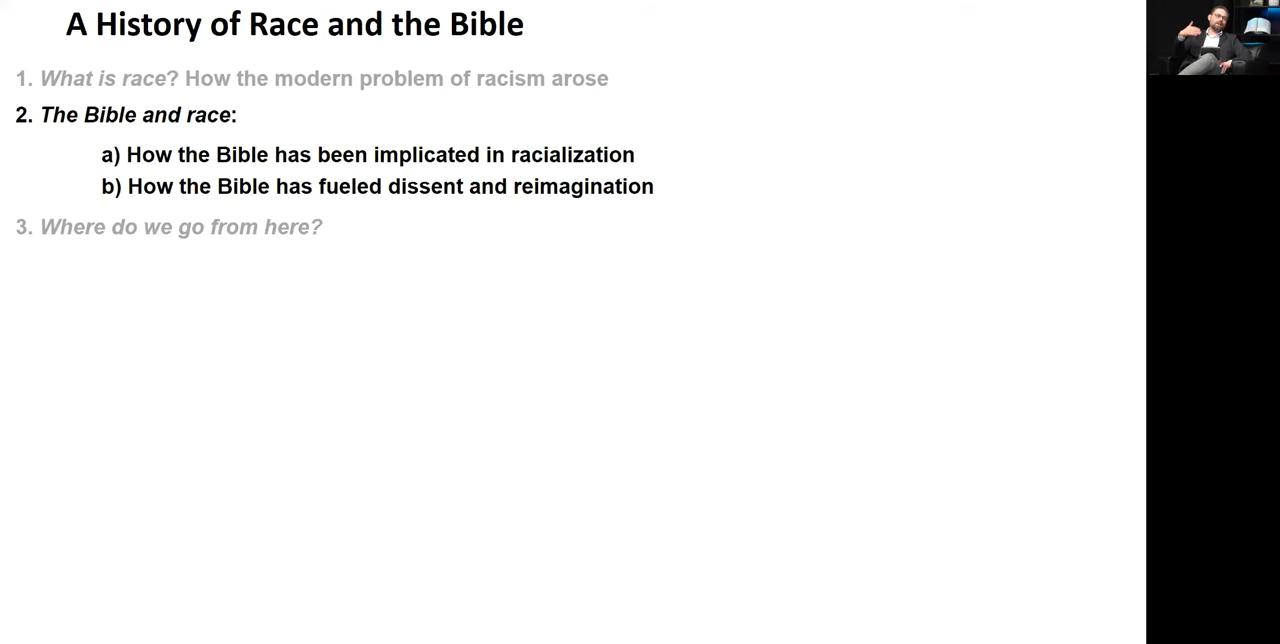 A History of Race and the Bible
1. What is race? How the modern problem of racism arose
2. The Bible and race:
a) How the Bible has been implicated in racialization
b) How the Bible has fueled dissent and reimagination
3. Where do we go from here?